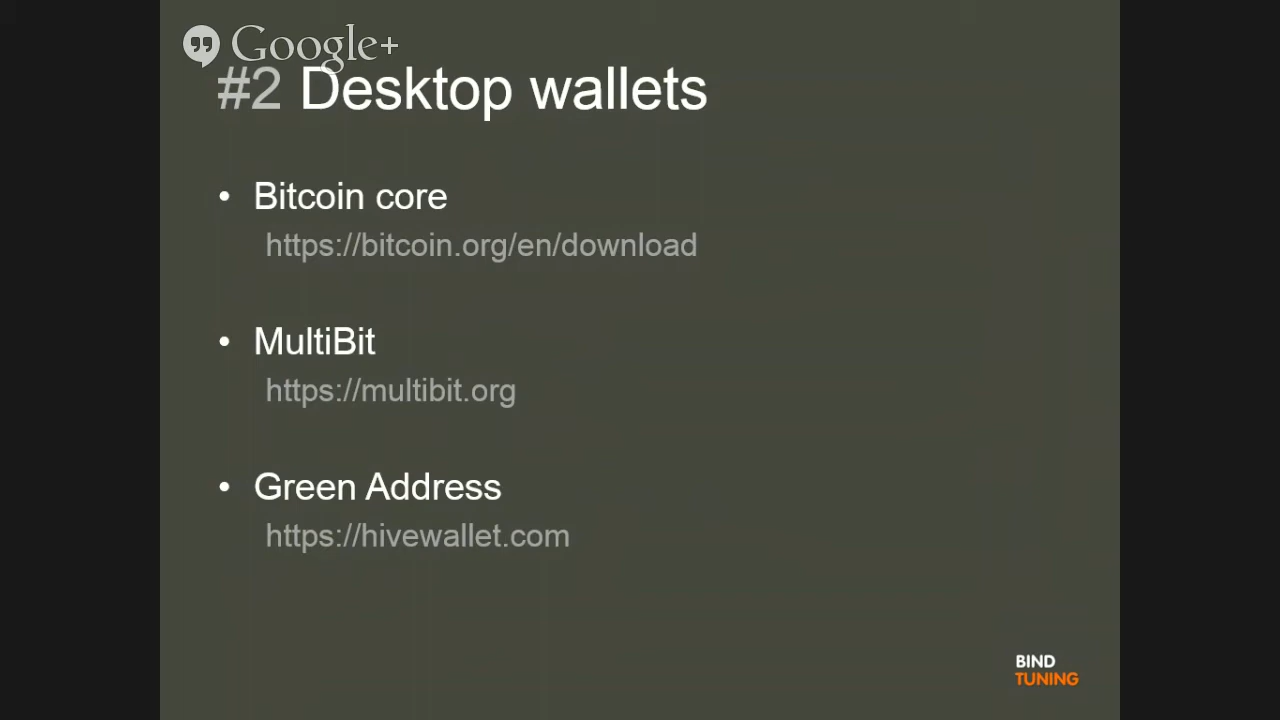 Google+
#2 Desktop wallets
• Bitcoin core
https://bitcoin.org/en/download
• MultiBit
https://multibit.org
• Green Address
https://hivewallet.com
BIND
TUNING